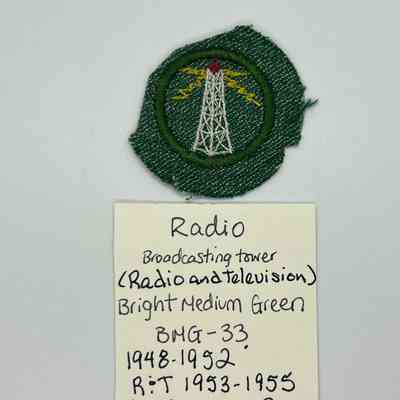 Radio
Broadcasting tower
(Radio and television)
Bright Medium Green
BMG-33
1948-1952
R:T 1953-1955